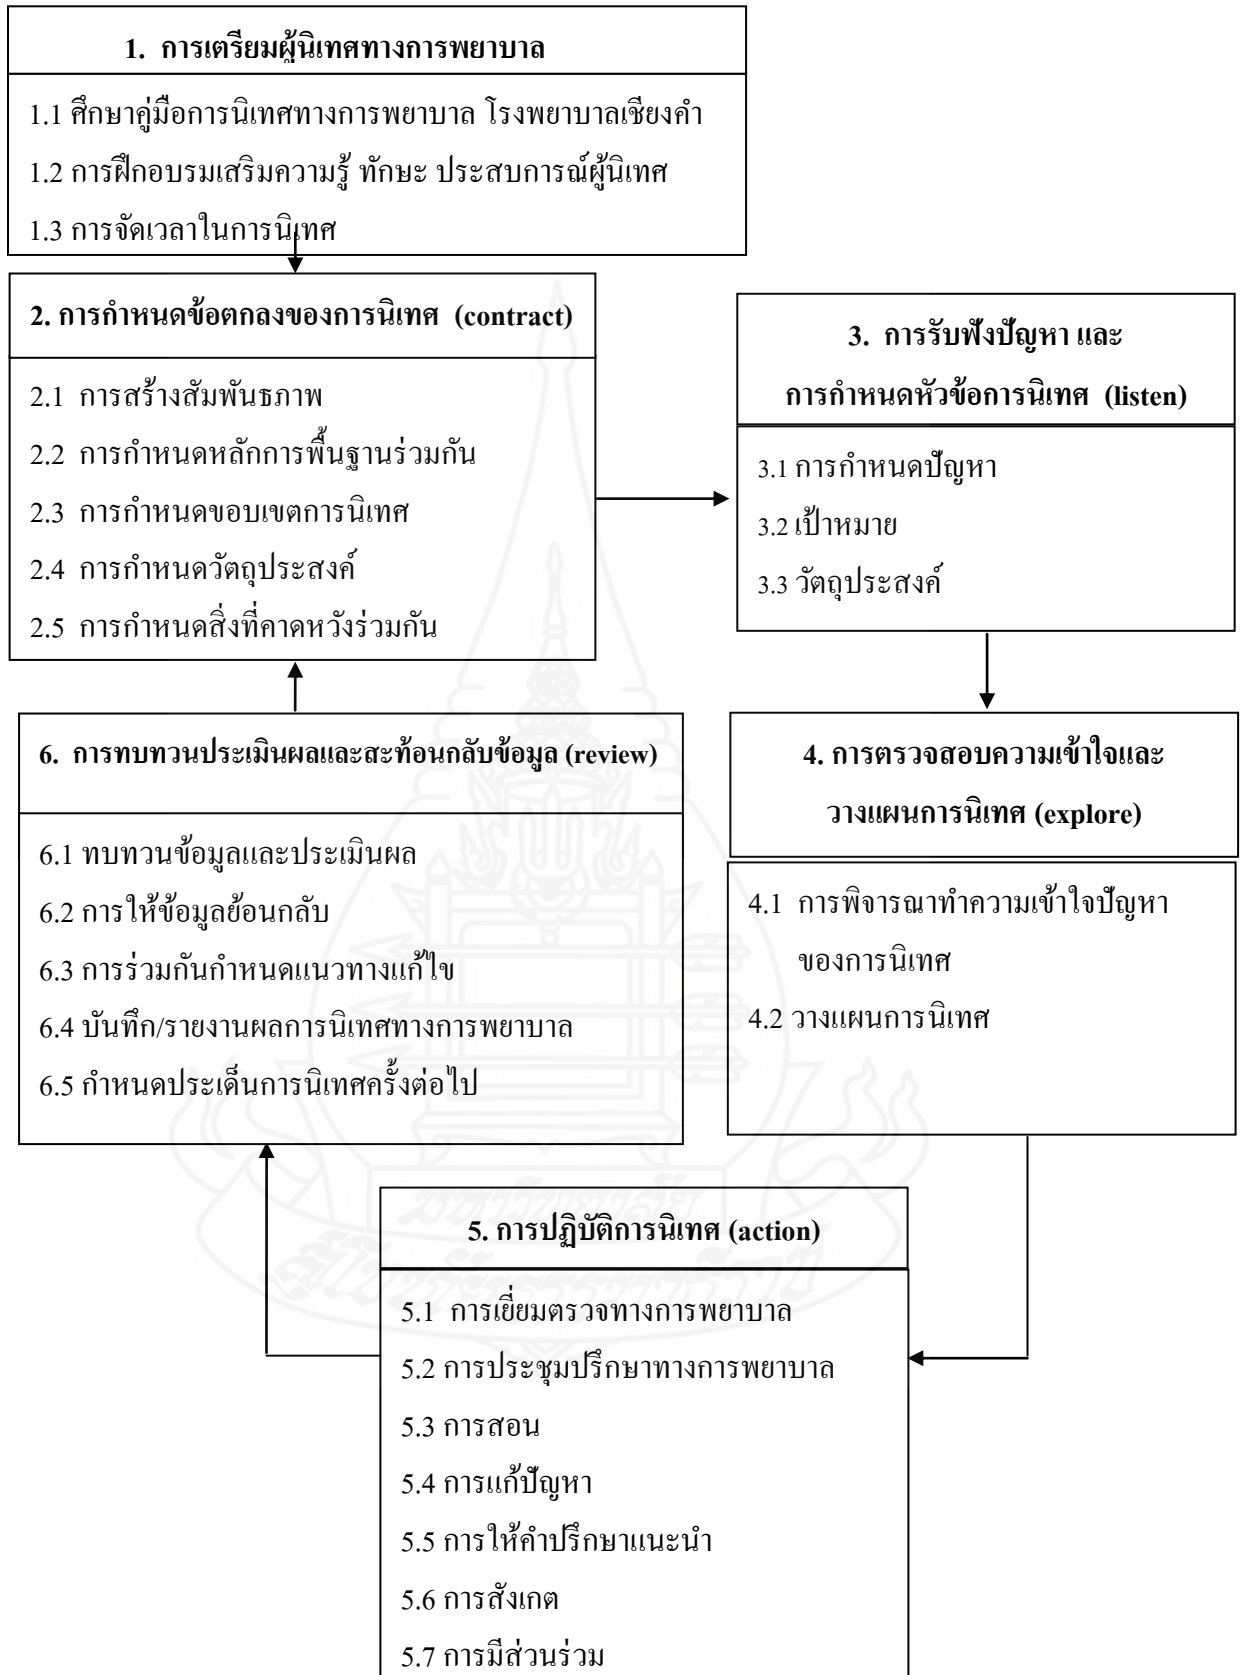 1. การเตรียมผู้นิเทศทางการพยาบาล
1.1 ศึกษาคู่มือการนิเทศทางการพยาบาล โรงพยาบาลเชียงคำ
1.2 การฝึกอบรมเสริมความรู้ ทักษะ ประสบการณ์ผู้นิเทศ
1.3 การจัดเวลาในการนิเทศ
2. การกำหนดข้อตกลงของการนิเทศ (contract)
2.1 การสร้างสัมพันธภาพ
2.2 การกำหนดหลักการพื้นฐานร่วมกัน
2.3 การกำหนดขอบเขตการนิเทศ
2.4 การกำหนดวัตถุประสงค์
2.5 การกำหนดสิ่งที่คาดหวังร่วมกัน
3. การรับฟังปัญหา และ
การกำหนดหัวข้อการนิเทศ (listen)
3.1 การกำหนดปัญหา
3.2 เป้าหมาย
3.3 วัตถุประสงค์
4. การตรวจสอบความเข้าใจและ
วางแผนการนิเทศ (explore)
4.1 การพิจารณาทำความเข้าใจปัญหา
ของการนิเทศ
4.2 วางแผนการนิเทศ
5. การปฏิบัติการนิเทศ (action)
5.1 การเยี่ยมตรวจทางการพยาบาล
5.2 การประชุมปรึกษาทางการพยาบาล
5.3 การสอน
5.4 การแก้ปัญหา
5.5 การให้คำปรึกษาแนะนำ
5.6 การสังเกต
5.7 การมีส่วนร่วม
6. การทบทวนประเมินผลและสะท้อนกลับข้อมูล (review)
6.1 ทบทวนข้อมูลและประเมินผล
6.2 การให้ข้อมูลย้อนกลับ
6.3 การร่วมกันกำหนดแนวทางแก้ไข
6.4 บันทึก/รายงานผลการนิเทศทางการพยาบาล
6.5 กำหนดประเด็นการนิเทศครั้งต่อไป
มหาวิทยาลัย
สุโขทัยธรรมาธิราช